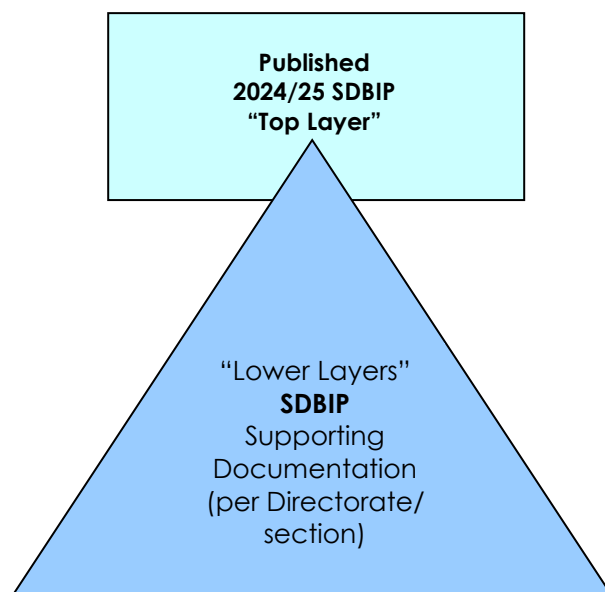 Published
2024/25 SDBIP
“Top Layer”
“Lower Layers”
SDBIP
Supporting
Documentation
(per Directorate/
section)